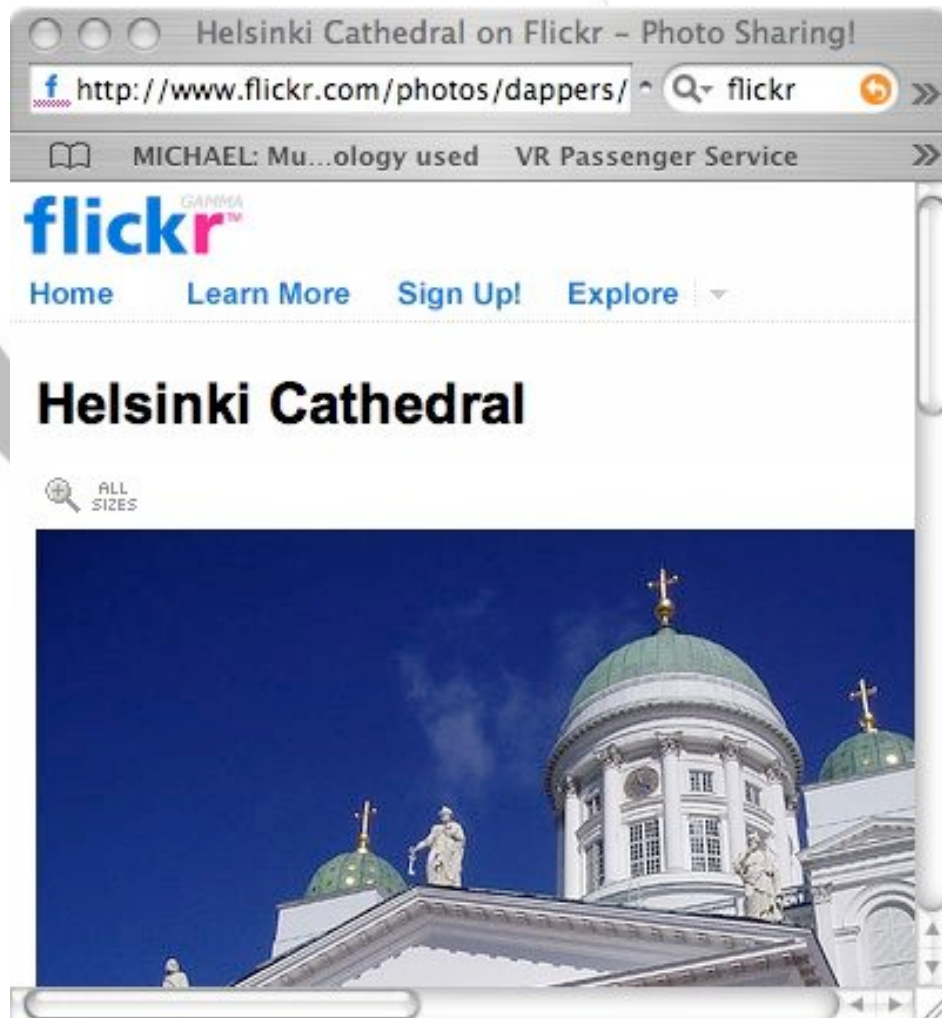 Helsinki Cathedral on Flickr – Photo Sharing!
http://www.flickr.com/photos/dappers/ flickr
MICHAEL: Mu...ology used VR Passenger Service
flickr GAMMA TM
Home Learn More Sign Up! Explore
Helsinki Cathedral
ALL
SIZES